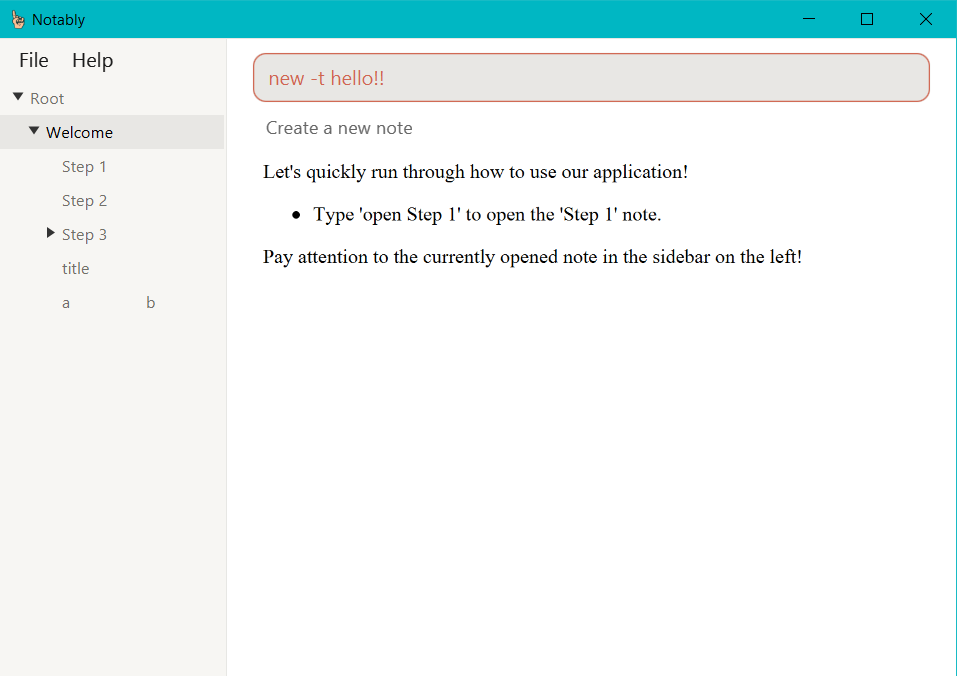 Notably
File Help
Root
Welcome
Step 1
Step 2
Step 3
title
a b
new -t hello!!
Create a new note
Let's quickly run through how to use our application!
• Type 'open Step 1' to open the 'Step 1' note.
Pay attention to the currently opened note in the sidebar on the left!